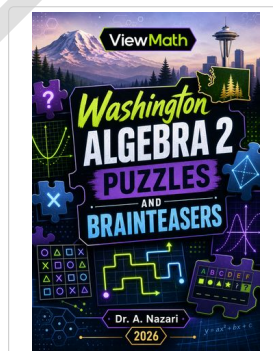 ViewMath
Washington
ALGEBRA 2
PUZZLES
AND
BRAINTEASERS
?
X
A B C D E F
Dr. A. Nazari
2026